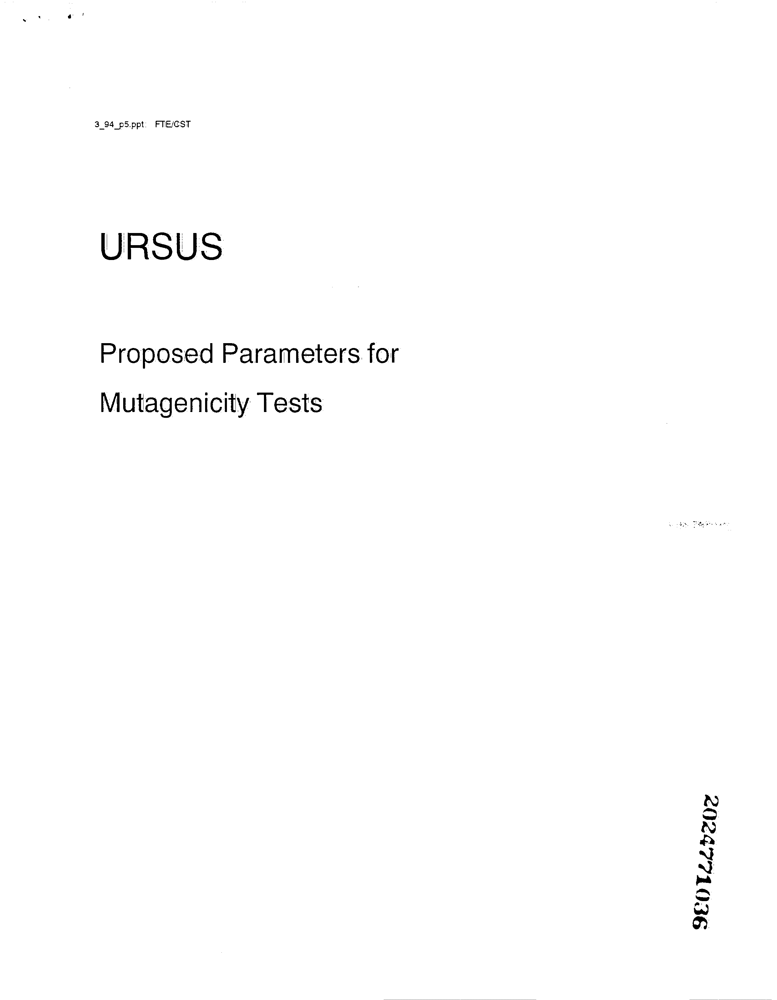 3_94_p5.ppt FTE/CST
URSUS
Proposed Parameters for
Mutagenicity Tests
2024771036